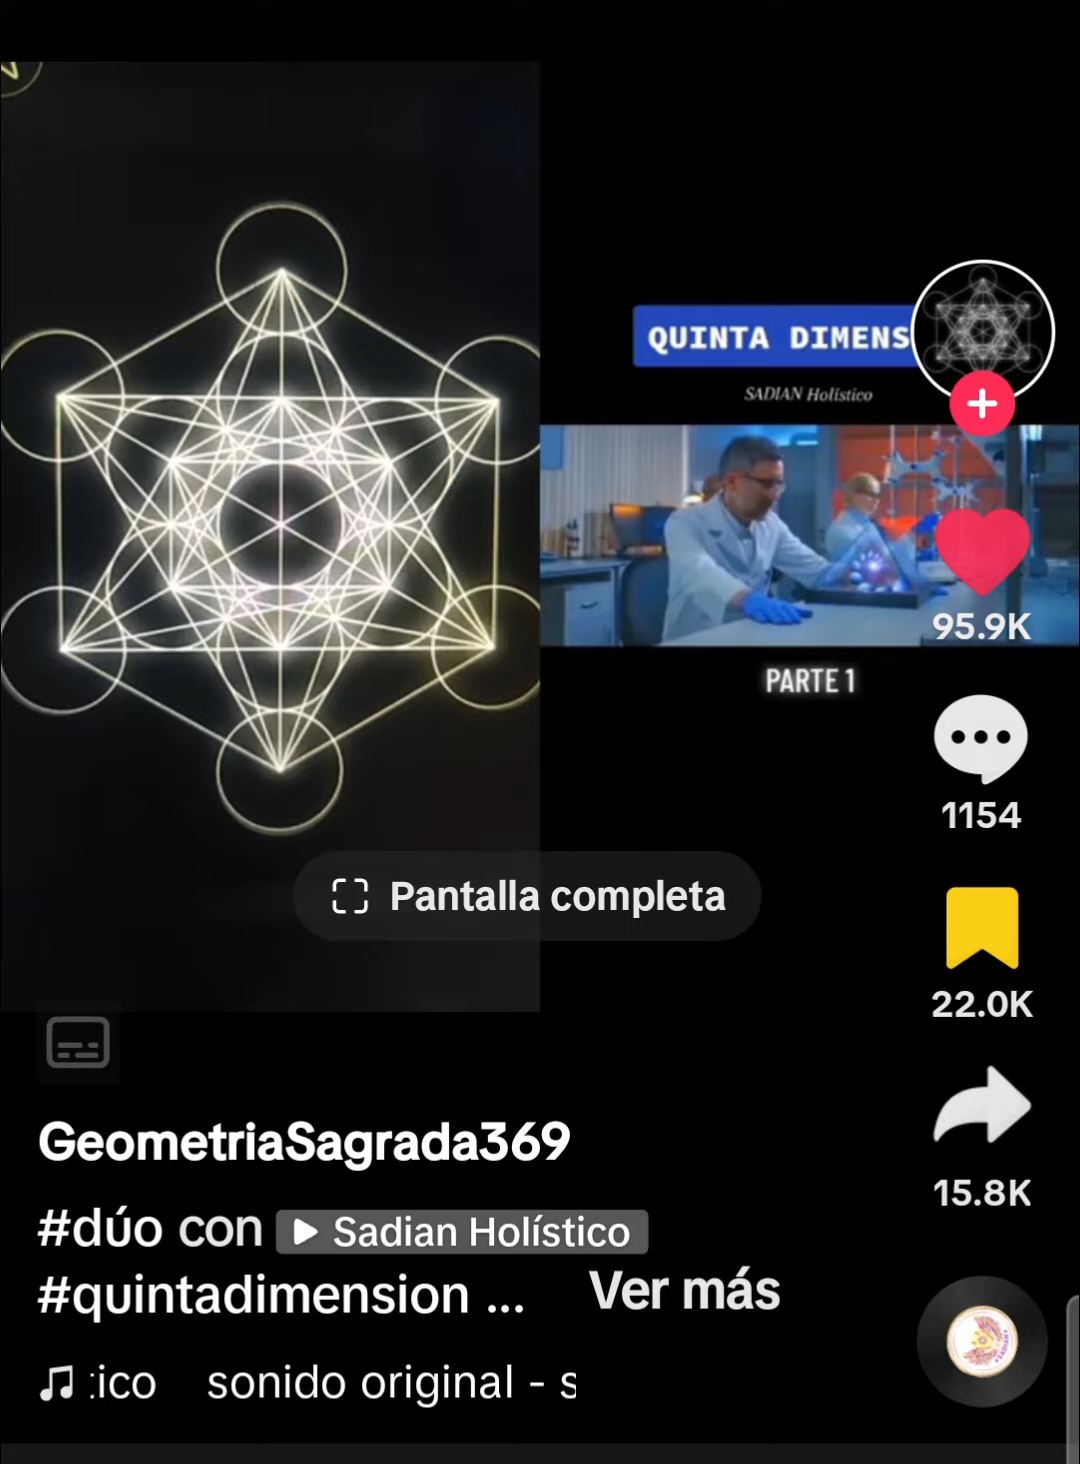 QUINTA DIMENS
SADIAN Holístico
95.9K
PARTE 1
1154
Pantalla completa
22.0K
GeometriaSagrada369
15.8K
#dúo con Sadian Holístico
#quintadimension ... Ver más
:ico sonido original - s